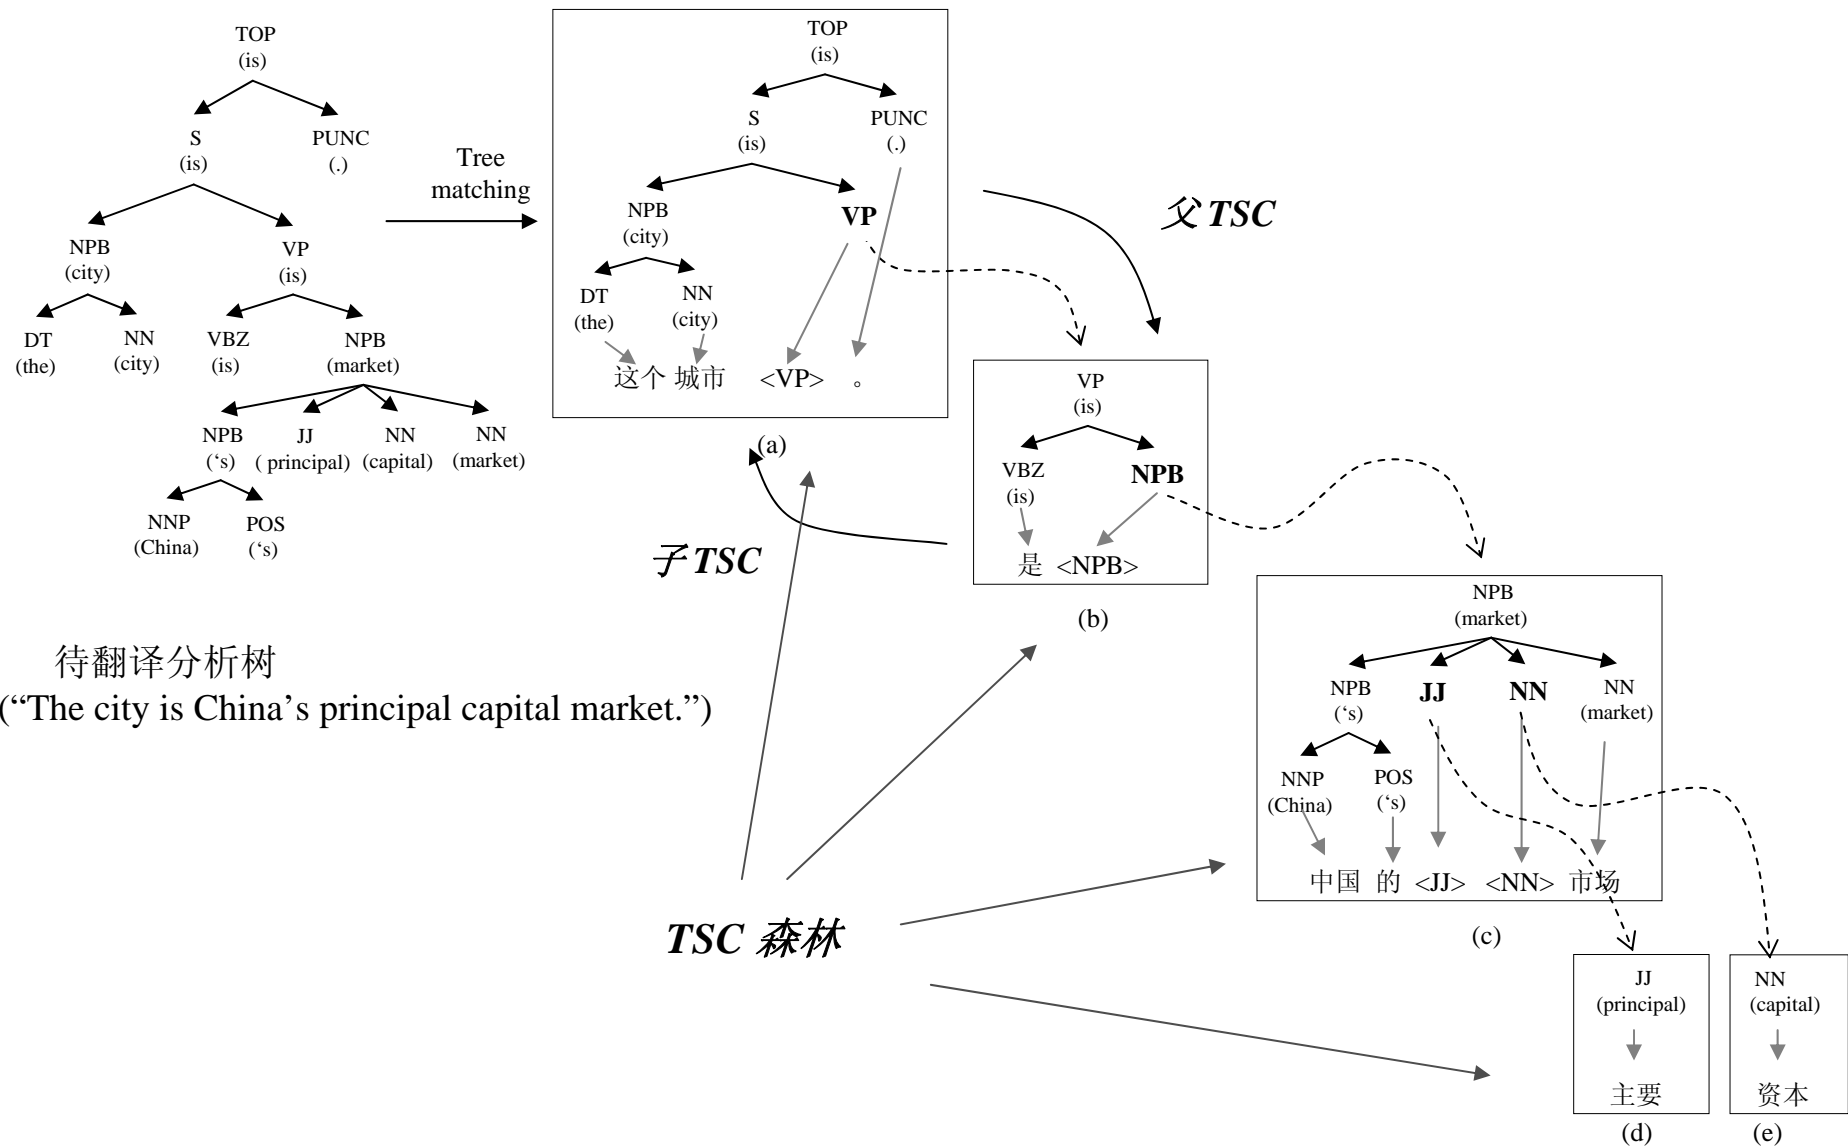 TOP
(is)
S
(is)
PUNC
(.)
NPB
(city)
VP
(is)
DT
(the)
NN
(city)
VBZ
(is)
NPB
(market)
NPB
(‘s)
JJ
( principal)
NN
(capital)
NN
(market)
NNP
(China)
POS
(‘s)
待翻译分析树
(“The city is China’s principal capital market.”)
Tree
matching
TOP
(is)
S
(is)
PUNC
(.)
NPB
(city)
VP
DT
(the)
NN
(city)
这个 城市 <VP> 。
(a)
父 TSC
子 TSC
VP
(is)
VBZ
(is)
NPB
是 <NPB>
(b)
NPB
(market)
NPB
(‘s)
JJ
NN
NN
(market)
NNP
(China)
POS
(‘s)
中国 的 <JJ> <NN> 市场
(c)
TSC 森林
JJ
(principal)
主要
(d)
NN
(capital)
资本
(e)